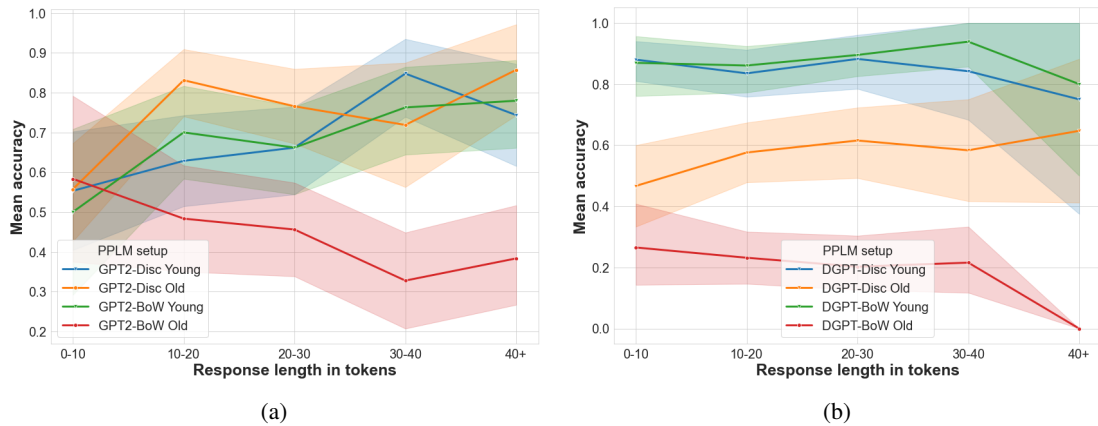 1.0
0.9
0.8
0.7
0.6
0.5
0.4
0.3
0.2
Mean accuracy
PPLM setup
GPT2-Disc Young
GPT2-Disc Old
GPT2-BoW Young
GPT2-BoW Old
0-10
10-20
20-30
30-40
40+
Response length in tokens
(a)
1.0
0.8
0.6
0.4
0.2
0.0
Mean accuracy
PPLM setup
DGPT-Disc Young
DGPT-Disc Old
DGPT-BoW Young
DGPT-BoW Old
0-10
10-20
20-30
30-40
40+
Response length in tokens
(b)